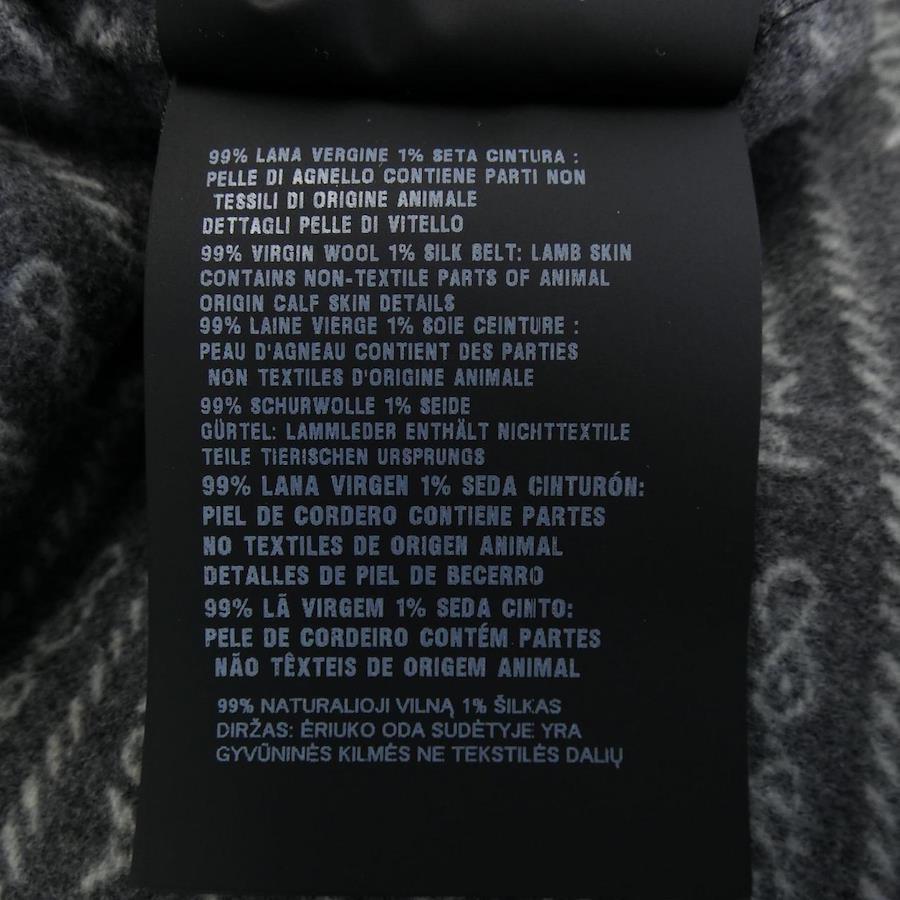 99% LANA VERGINE 1% SETA CINTURA :
PELLE DI AGNELLO CONTIENE PARTI NON
TESSILI DI ORIGINE ANIMALE
DETTAGLI PELLE DI VITELLO
99% VIRGIN WOOL 1% SILK BELT: LAMB SKIN
CONTAINS NON-TEXTILE PARTS OF ANIMAL
ORIGIN CALF SKIN DETAILS
99% LAINE VIERGE 1% SOIE CEINTURE :
PEAU D'AGNEAU CONTIENT DES PARTIES
NON TEXTILES D'ORIGINE ANIMALE
99% SCHURWOLLE 1% SEIDE
GÜRTEL: LAMMLEDER ENTHÄLT NICHTTEXTILE
TEILE TIERISCHEN URSPRUNGS
99% LANA VIRGEN 1% SEDA CINTURÓN:
PIEL DE CORDERO CONTIENE PARTES
NO TEXTILES DE ORIGEN ANIMAL
DETALLES DE PIEL DE BECERRO
99% LÃ VIRGEM 1% SEDA CINTO:
PELE DE CORDEIRO CONTÉM PARTES
NÃO TÊXTEIS DE ORIGEM ANIMAL
99% NATURALIOJI VILNĄ 1% ŠILKAS
DIRŽAS: ĖRIUKO ODA SUDĖTYJE YRA
GYVŪNINĖS KILMĖS NE TEKSTILĖS DALIŲ